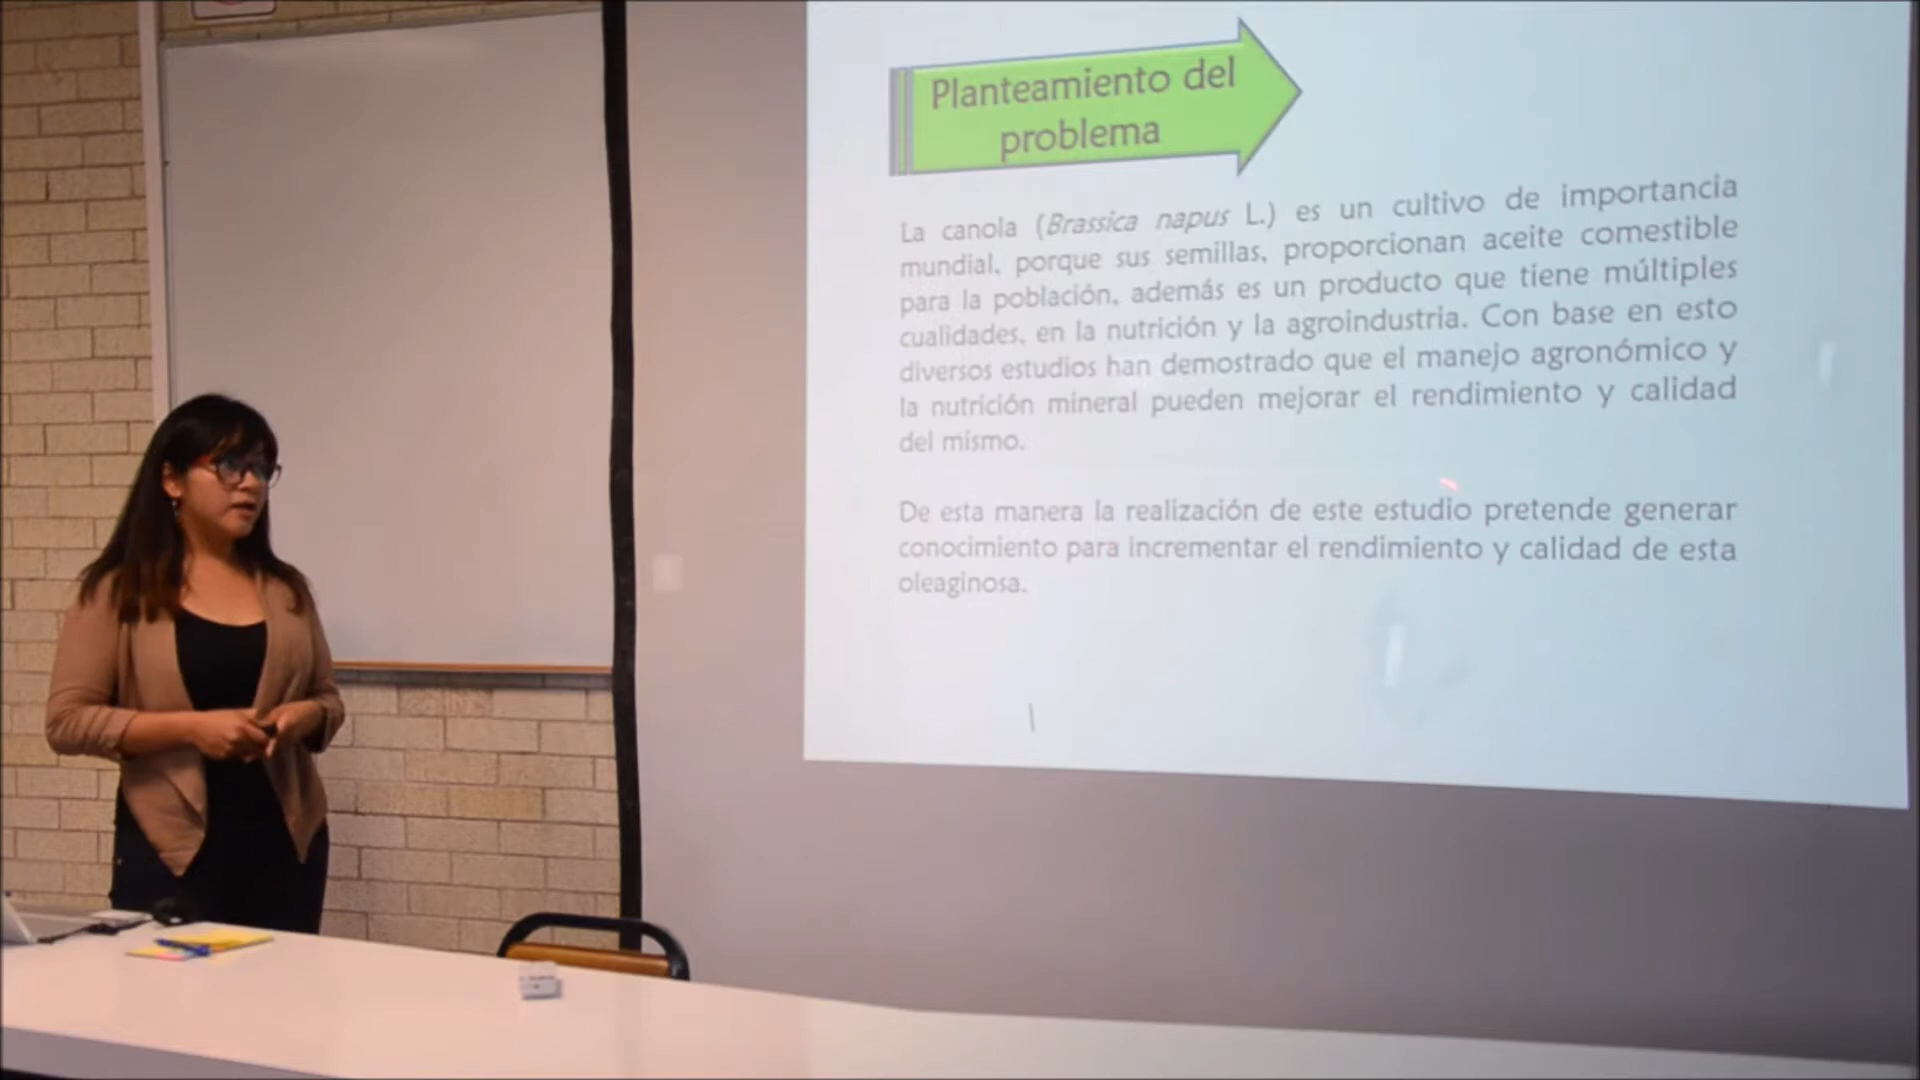 Planteamiento del
problema
La canola (Brassica napus L.) es un cultivo de importancia
mundial, porque sus semillas, proporcionan aceite comestible
para la población, además es un producto que tiene múltiples
cualidades, en la nutrición y la agroindustria. Con base en esto
diversos estudios han demostrado que el manejo agronómico y
la nutrición mineral pueden mejorar el rendimiento y calidad
del mismo.
De esta manera la realización de este estudio pretende generar
conocimiento para incrementar el rendimiento y calidad de esta
oleaginosa.